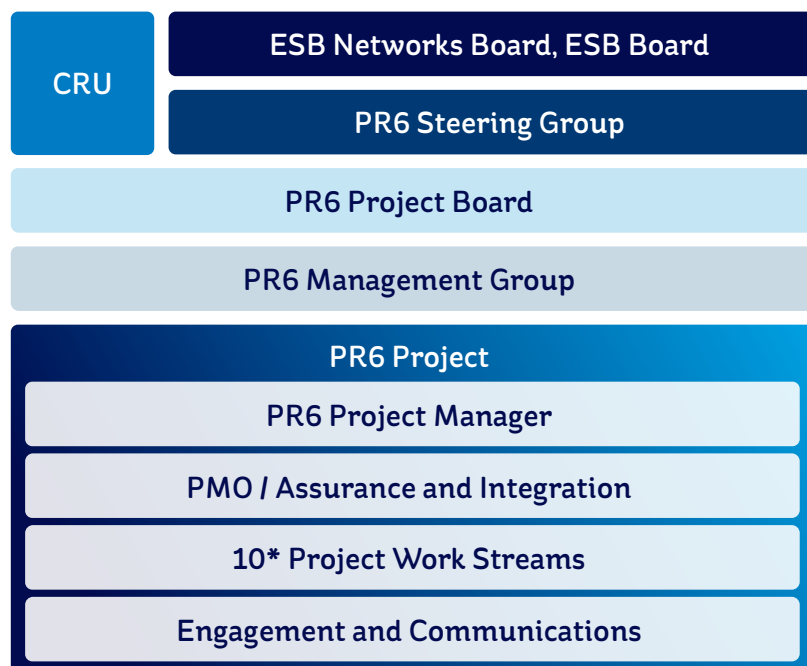 CRU
ESB Networks Board, ESB Board
PR6 Steering Group
PR6 Project Board
PR6 Management Group
PR6 Project
PR6 Project Manager
PMO / Assurance and Integration
10* Project Work Streams
Engagement and Communications